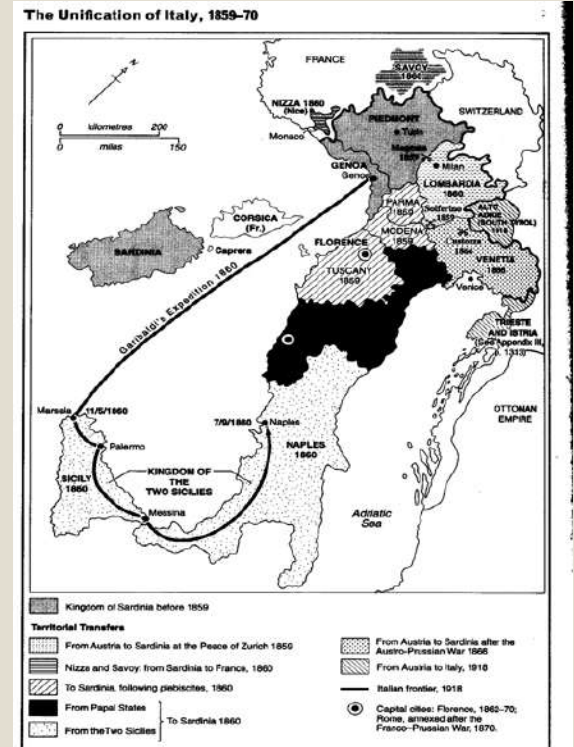 The Unification of Italy, 1859–70
FRANCE
SAVOY
1860
SWITZERLAND
NIZZA 1860
(Nice)
Monaco
PIEDMONT
Turin
Magenta
1859
Milan
LOMBARDIA
GENOA
Genoa
PARMA
1859
Solferino
1859
ALTO
ADIGE
(SOUTH TYROL)
MODENA
1859
Custozza
VENETIA
Venice
TRIESTE
AND ISTRIA
(See Appendix III,
p. 1313)
N
0 kilometres 200
0 miles 150
CORSICA
(Fr.)
SARDINIA
Caprera
FLORENCE
TUSCANY
Garibaldi's Expedition 1860
OTTOMAN
EMPIRE
Marsala
11/5/1860
Palermo
SICILY
1860
KINGDOM OF
THE
TWO SICILIES
Messina
7/9/1860
Naples
NAPLES
1860
Adriatic
Sea
Kingdom of Sardinia before 1859
Territorial Transfers
From Austria to Sardinia at the Peace of Zurich 1859
Nizza and Savoy: from Sardinia to France, 1860
To Sardinia, following plebiscites, 1860
From Papal States
From the Two Sicilies
To Sardinia 1860
From Austria to Sardinia after the
Austro-Prussian War 1866
From Austria to Italy, 1918
Italian frontier, 1918
Capital cities: Florence, 1862–70;
Rome, annexed after the
Franco-Prussian War, 1870.